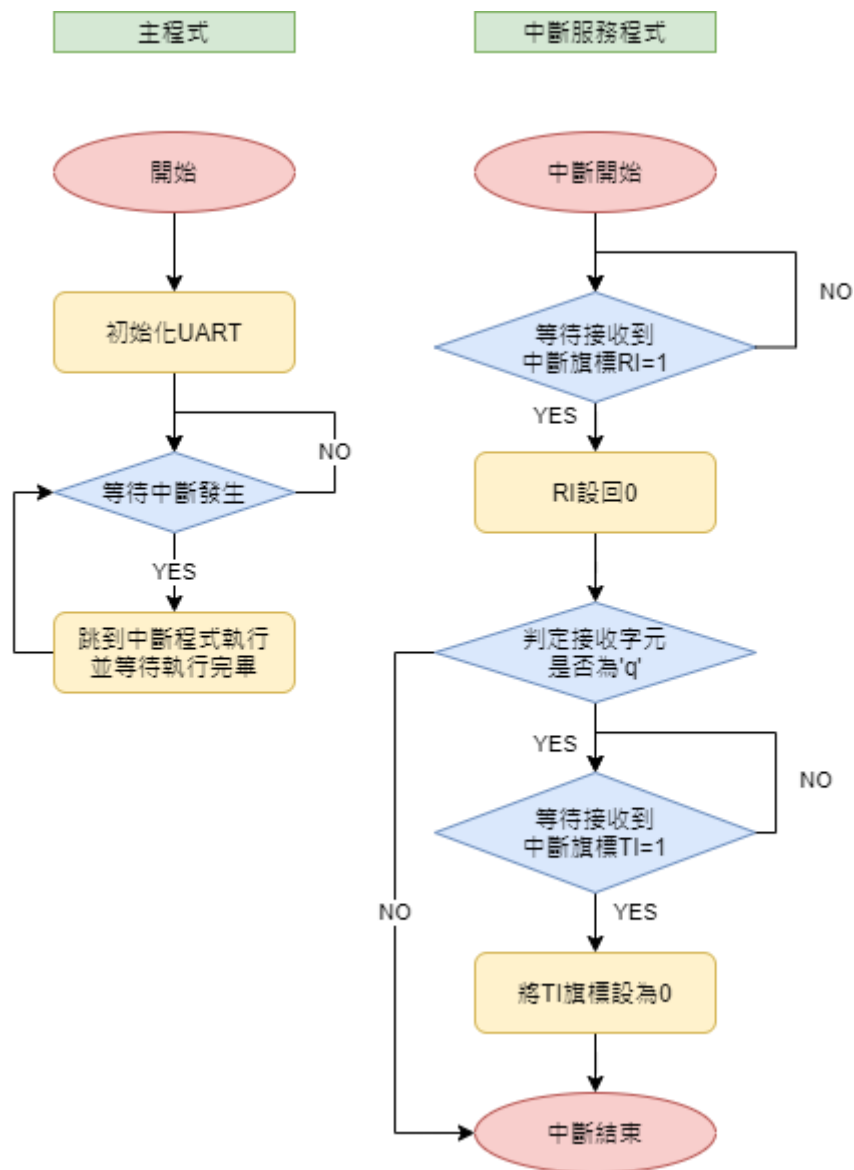 主程式
開始
初始化UART
NO
等待中斷發生
YES
跳到中斷程式執行
並等待執行完畢
中斷服務程式
中斷開始
NO
等待接收到
中斷旗標RI=1
YES
RI設回0
判定接收字元
是否為'q'
YES
NO
等待接收到
中斷旗標TI=1
NO
YES
將TI旗標設為0
中斷結束